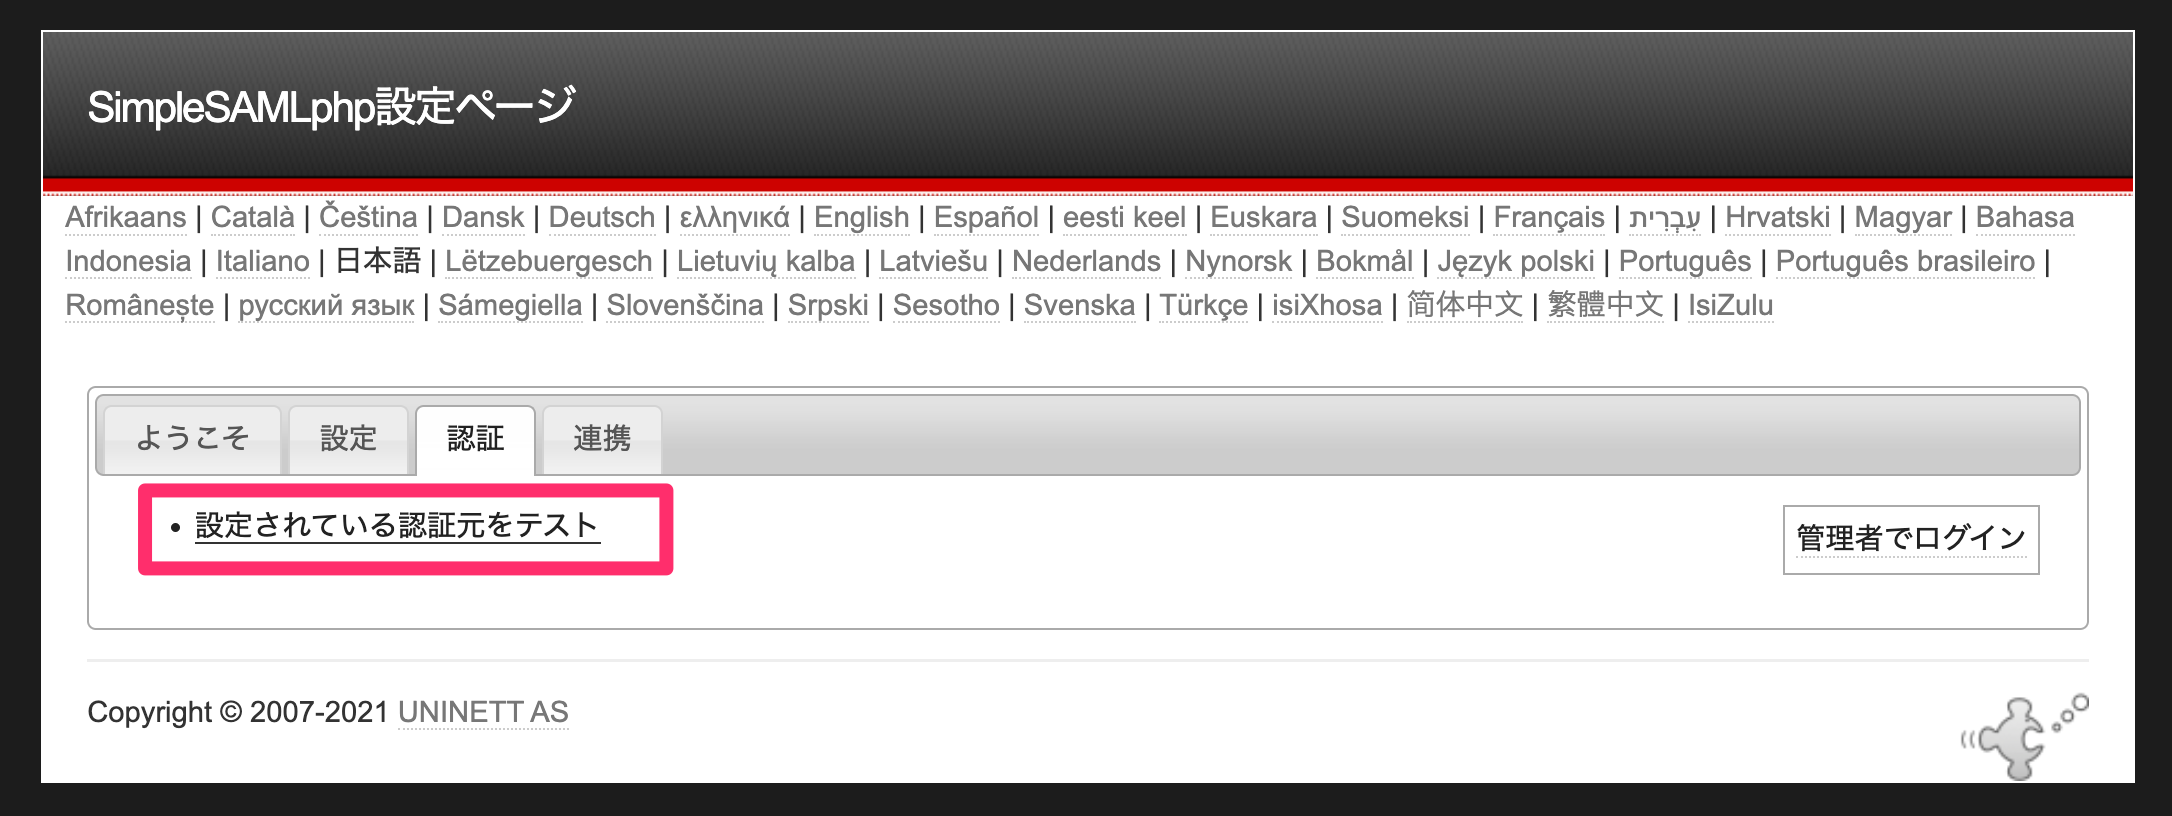 SimpleSAMLphp設定ページ
Afrikaans | Català | Čeština | Dansk | Deutsch | ελληνικά | English | Español | eesti keel | Euskara | Suomeksi | Français | עִבְרִית | Hrvatski | Magyar | Bahasa
Indonesia | Italiano | 日本語 | Lëtzebuergesch | Lietuvių kalba | Latviešu | Nederlands | Nynorsk | Bokmål | Język polski | Português | Português brasileiro |
Românește | русский язык | Sámegiella | Slovenščina | Srpski | Sesotho | Svenska | Türkçe | isiXhosa | 简体中文 | 繁體中文 | IsiZulu
ようこそ 設定 認証 連携
• 設定されている認証元をテスト
管理者でログイン
Copyright © 2007-2021 UNINETT AS